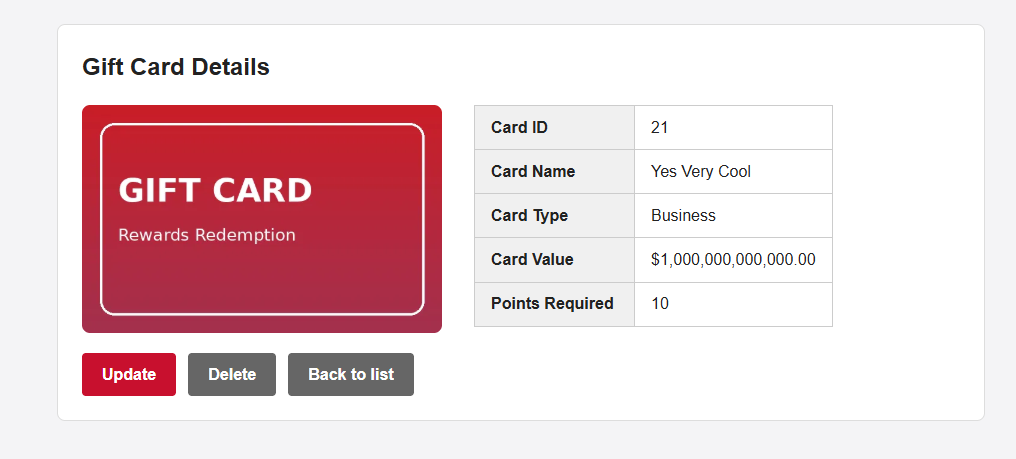 Gift Card Details
GIFT CARD
Rewards Redemption
Card ID 21
Card Name Yes Very Cool
Card Type Business
Card Value $1,000,000,000,000.00
Points Required 10
Update Delete Back to list